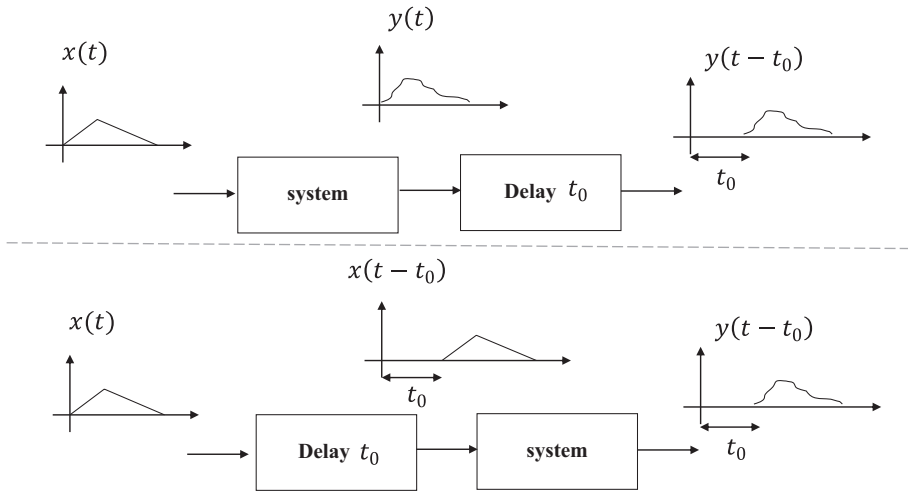 x(t)
y(t)
y(t − t₀)
t₀
system
Delay t₀
x(t)
x(t − t₀)
y(t − t₀)
t₀
t₀
Delay t₀
system